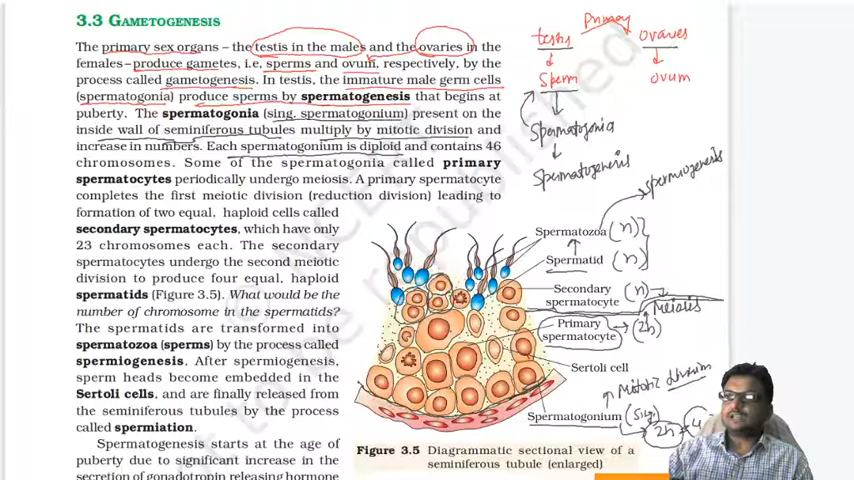 3.3 GAMETOGENESIS
The primary sex organs – the testis in the males and the ovaries in the
females– produce gametes, i.e, sperms and ovum, respectively, by the
process called gametogenesis. In testis, the immature male germ cells
(spermatogonia) produce sperms by spermatogenesis that begins at
puberty. The spermatogonia (sing. spermatogonium) present on the
inside wall of seminiferous tubules multiply by mitotic division and
increase in numbers. Each spermatogonium is diploid and contains 46
chromosomes. Some of the spermatogonia called primary
spermatocytes periodically undergo meiosis. A primary spermatocyte
completes the first meiotic division (reduction division) leading to
formation of two equal, haploid cells called
secondary spermatocytes, which have only
23 chromosomes each. The secondary
spermatocytes undergo the second meiotic
division to produce four equal, haploid
spermatids (Figure 3.5). What would be the
number of chromosome in the spermatids?
The spermatids are transformed into
spermatozoa (sperms) by the process called
spermiogenesis. After spermiogenesis,
sperm heads become embedded in the
Sertoli cells, and are finally released from
the seminiferous tubules by the process
called spermiation.
Spermatogenesis starts at the age of
puberty due to significant increase in the
secretion of gonadotropin releasing hormone
Primary
testis
ovaries
Sperm
ovum
Spermatogonia
Spermatogenesis
spermiogenesis
Spermatozoa (n)
Spermatid (n)
Secondary (n)
spermatocyte
Meiosis
Primary
spermatocyte (2n)
Sertoli cell
Mitotic division
Spermatogonium (sig.)
2n
Figure 3.5 Diagrammatic sectional view of a
seminiferous tubule (enlarged)